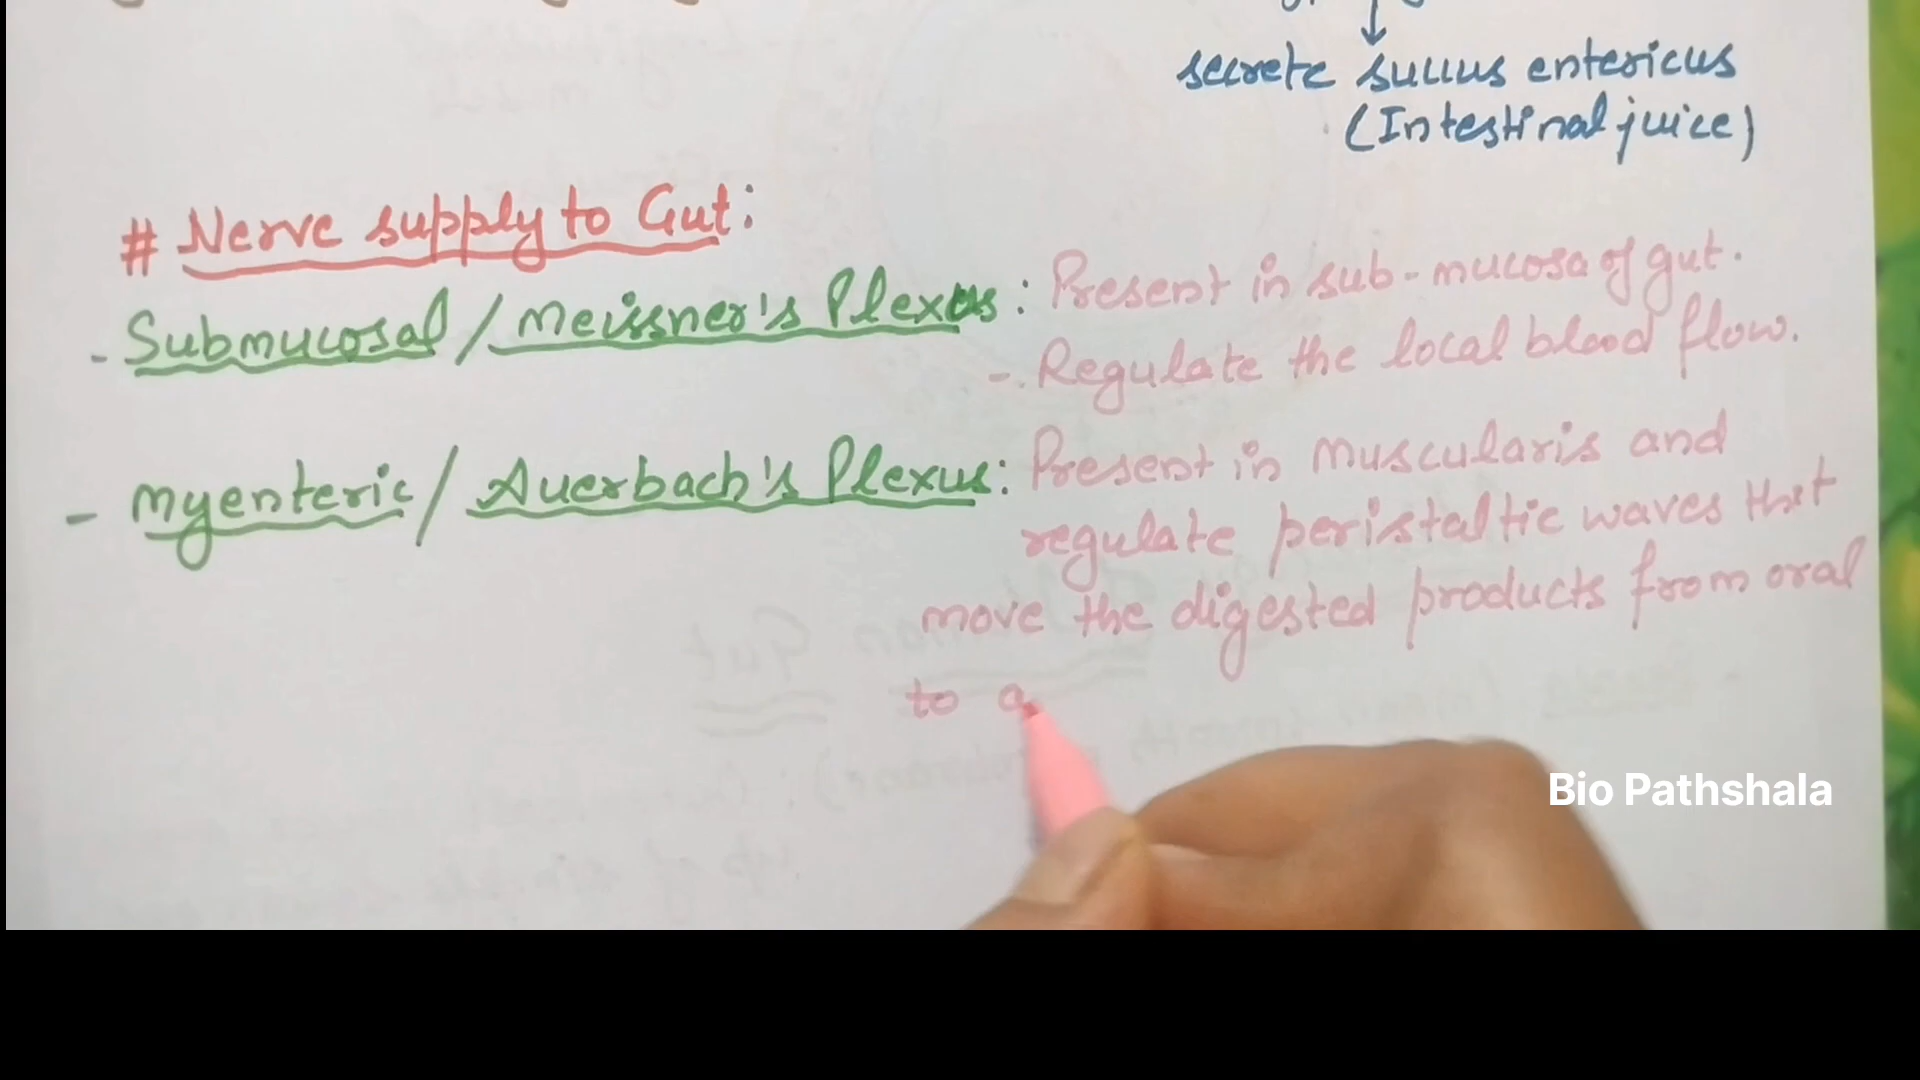 secrete succus entericus
(Intestinal juice)
# Nerve supply to Gut:
- Submucosal / Meissner's Plexus : Present in sub-mucosa of gut.
-. Regulate the local blood flow.
- Myenteric / Auerbach's Plexus: Present in muscularis and
regulate peristaltic waves that
move the digested products from oral
to a
Bio Pathshala